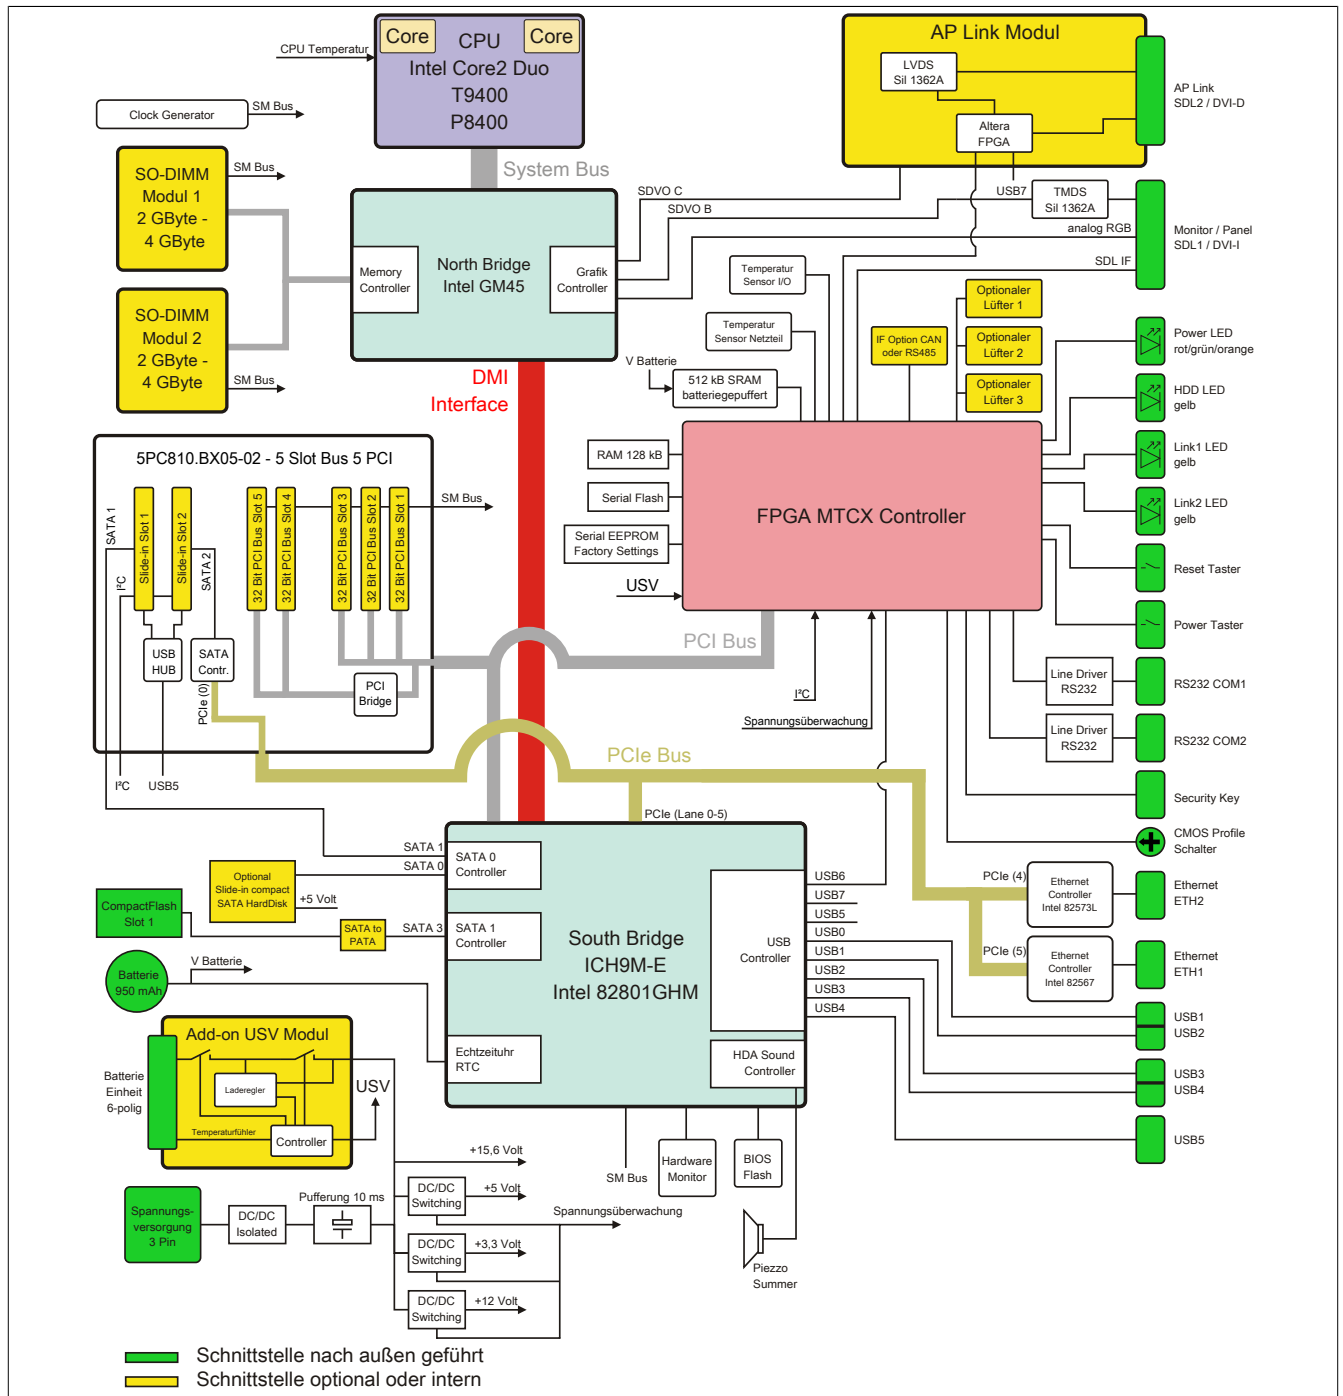 Core
Core
CPU
Intel Core2 Duo
T9400
P8400
CPU Temperatur
Clock Generator
SM Bus
System Bus
SO-DIMM
Modul 1
2 GByte -
4 GByte
SM Bus
SO-DIMM
Modul 2
2 GByte -
4 GByte
SM Bus
Memory
Controller
North Bridge
Intel GM45
Grafik
Controller
DMI
Interface
AP Link Modul
LVDS
Sil 1362A
Altera
FPGA
AP Link
SDL2 / DVI-D
SDVO C
SDVO B
USB7
TMDS
Sil 1362A
analog RGB
SDL IF
Monitor / Panel
SDL1 / DVI-I
Temperatur
Sensor I/O
Temperatur
Sensor Netzteil
V Batterie
512 kB SRAM
batteriegepuffert
IF Option CAN
oder RS485
Optionaler
Lüfter 1
Optionaler
Lüfter 2
Optionaler
Lüfter 3
Power LED
rot/grün/orange
HDD LED
gelb
Link1 LED
gelb
Link2 LED
gelb
Reset Taster
Power Taster
RAM 128 kB
Serial Flash
Serial EEPROM
Factory Settings
USV
FPGA MTCX Controller
5PC810.BX05-02 - 5 Slot Bus 5 PCI
SATA 1
Slide-in Slot 1
Slide-in Slot 2
SATA 2
I²C
32 Bit PCI Bus Slot 5
32 Bit PCI Bus Slot 4
32 Bit PCI Bus Slot 3
32 Bit PCI Bus Slot 2
32 Bit PCI Bus Slot 1
SM Bus
USB
HUB
SATA
Contr.
PCIe (0)
PCI
Bridge
I²C
USB5
PCI Bus
I²C
Spannungsüberwachung
Line Driver
RS232
RS232 COM1
Line Driver
RS232
RS232 COM2
Security Key
CMOS Profile
Schalter
PCIe Bus
PCIe (Lane 0-5)
SATA 1
SATA 0
SATA 0
Controller
Optional
Slide-in compact
SATA HardDisk
+5 Volt
CompactFlash
Slot 1
SATA to
PATA
SATA 3
SATA 1
Controller
South Bridge
ICH9M-E
Intel 82801GHM
USB
Controller
USB6
USB7
USB5
USB0
USB1
USB2
USB3
USB4
PCIe (4)
Ethernet
Controller
Intel 82573L
Ethernet
ETH2
PCIe (5)
Ethernet
Controller
Intel 82567
Ethernet
ETH1
USB1
USB2
USB3
USB4
USB5
Batterie
950 mAh
V Batterie
Echtzeituhr
RTC
HDA Sound
Controller
Add-on USV Modul
Batterie
Einheit
6-polig
Laderegler
Temperaturfühler
Controller
USV
SM Bus
Hardware
Monitor
BIOS
Flash
Piezzo
Summer
+15,6 Volt
DC/DC
Switching
+5 Volt
Spannungsüberwachung
DC/DC
Switching
+3,3 Volt
DC/DC
Switching
+12 Volt
Spannungs-
versorgung
3 Pin
DC/DC
Isolated
Pufferung 10 ms
Schnittstelle nach außen geführt
Schnittstelle optional oder intern